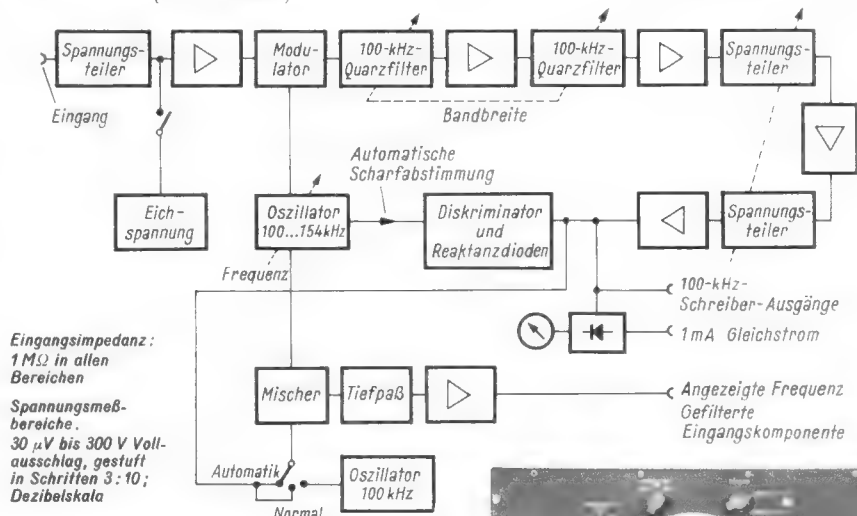 Spannungs-
teiler
Modu-
lator
100-kHz-
Quarzfilter
100-kHz-
Quarzfilter
Spannungs-
teiler
Eingang
Bandbreite
Eich-
spannung
Automatische
Scharfabstimmung
Oszillator
100...154kHz
Diskriminator
und
Reaktanzdioden
Spannungs-
teiler
Frequenz
100-kHz-
Schreiber-Ausgänge
1mA Gleichstrom
Eingangsimpedanz:
1 MΩ in allen
Bereichen
Spannungsmeß-
bereiche.
30 µV bis 300 V Voll-
ausschlag, gestuft
in Schritten 3:10;
Dezibelskala
Mischer
Tiefpaß
Angezeigte Frequenz
Gefilterte
Eingangskomponente
Automatik
Oszillator
100 kHz
Normal